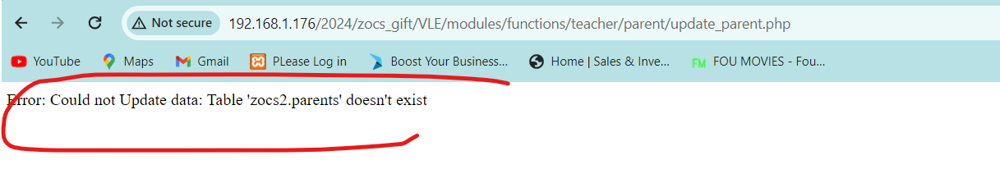 Not secure 192.168.1.176/2024/zocs_gift/VLE/modules/functions/teacher/parent/update_parent.php
YouTube Maps Gmail PLease Log in Boost Your Business... Home | Sales & Inve... FM FOU MOVIES - Fou...
Error: Could not Update data: Table 'zocs2.parents' doesn't exist